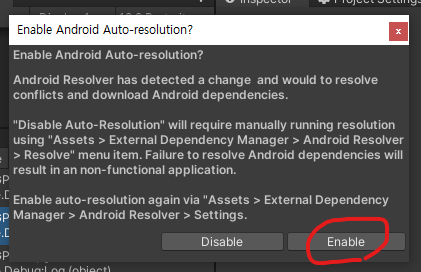 Inspector
Project Settings
Enable Android Auto-resolution?
x
Enable Android Auto-resolution?
Android Resolver has detected a change and would to resolve
conflicts and download Android dependencies.
"Disable Auto-Resolution" will require manually running resolution
using "Assets > External Dependency Manager > Android Resolver
> Resolve" menu item. Failure to resolve Android dependencies will
result in an non-functional application.
Enable auto-resolution again via "Assets > External Dependency
Manager > Android Resolver > Settings.
Disable
Enable
Debug:Log (object)